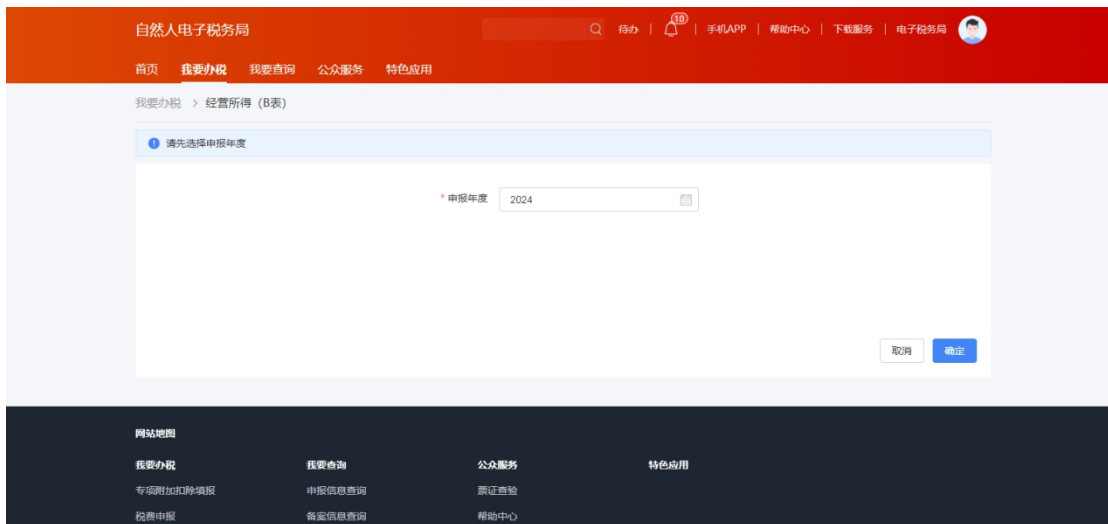 自然人电子税务局
待办 | 10 | 手机APP | 帮助中心 | 下载服务 | 电子税务局
首页 我要办税 我要查询 公众服务 特色应用
我要办税 > 经营所得（B表）
请先选择申报年度
* 申报年度 2024
取消 确定
网站地图
我要办税 我要查询 公众服务 特色应用
专项附加扣除填报 申报信息查询 票证查验
税费申报 备案信息查询 帮助中心